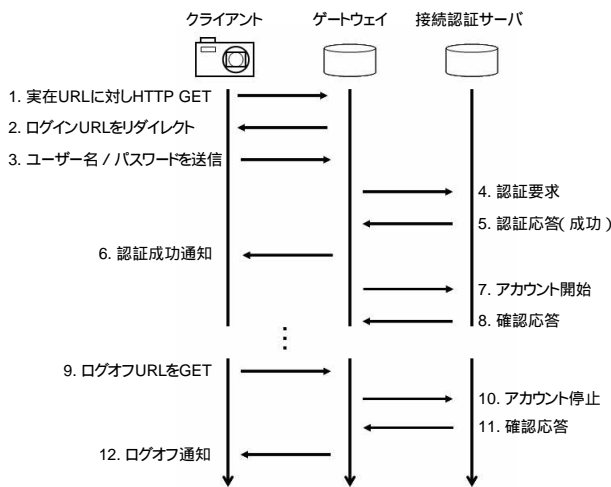 クライアント
ゲートウェイ
接続認証サーバ
1. 実在URLに対しHTTP GET
2. ログインURLをリダイレクト
3. ユーザー名 / パスワードを送信
4. 認証要求
5. 認証応答( 成功 )
6. 認証成功通知
7. アカウント開始
8. 確認応答
9. ログオフURLをGET
10. アカウント停止
11. 確認応答
12. ログオフ通知